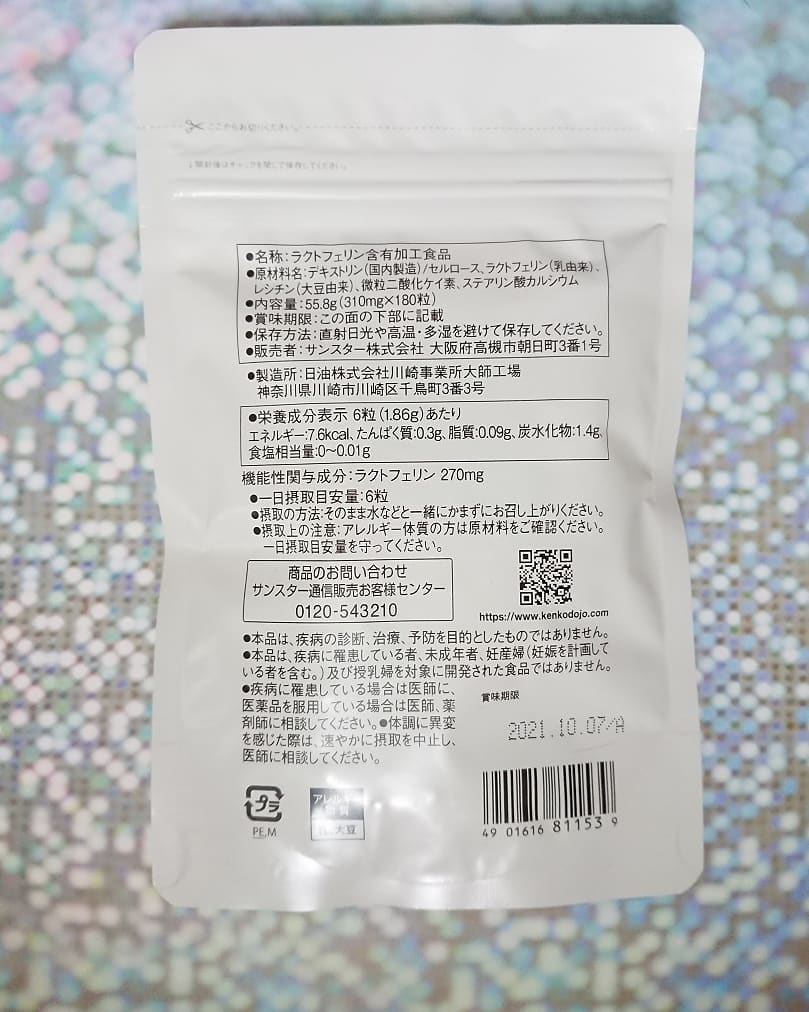 ここからお切りください。
↓開封後はチャックを閉じて保存してください。
●名称:ラクトフェリン含有加工食品
●原材料名:デキストリン(国内製造)/セルロース、ラクトフェリン(乳由来)、
レシチン(大豆由来)、微粒二酸化ケイ素、ステアリン酸カルシウム
●内容量:55.8g(310mg×180粒)
●賞味期限:この面の下部に記載
●保存方法:直射日光や高温・多湿を避けて保存してください。
●販売者:サンスター株式会社 大阪府高槻市朝日町3番1号
●製造所:日油株式会社川崎事業所大師工場
神奈川県川崎市川崎区千鳥町3番3号
●栄養成分表示 6粒(1.86g)あたり
エネルギー:7.6kcal、たんぱく質:0.3g、脂質:0.09g、炭水化物:1.4g、
食塩相当量:0~0.01g
機能性関与成分:ラクトフェリン 270mg
●一日摂取目安量:6粒
●摂取の方法:そのまま水などと一緒にかまずにお召し上がりください。
●摂取上の注意:アレルギー体質の方は原材料をご確認ください。
一日摂取目安量を守ってください。
商品のお問い合わせ
サンスター通信販売お客様センター
0120-543210
https://www.kenkodojo.com
●本品は、疾病の診断、治療、予防を目的としたものではありません。
●本品は、疾病に罹患している者、未成年者、妊産婦(妊娠を計画して
いる者を含む。)及び授乳婦を対象に開発された食品ではありません。
●疾病に罹患している場合は医師に、
医薬品を服用している場合は医師、薬
剤師に相談してください。●体調に異変
を感じた際は、速やかに摂取を中止し、
医師に相談してください。
賞味期限
2021.10.07/A
プラ
PE,M
アレルギー
物質
大豆
4901616811539